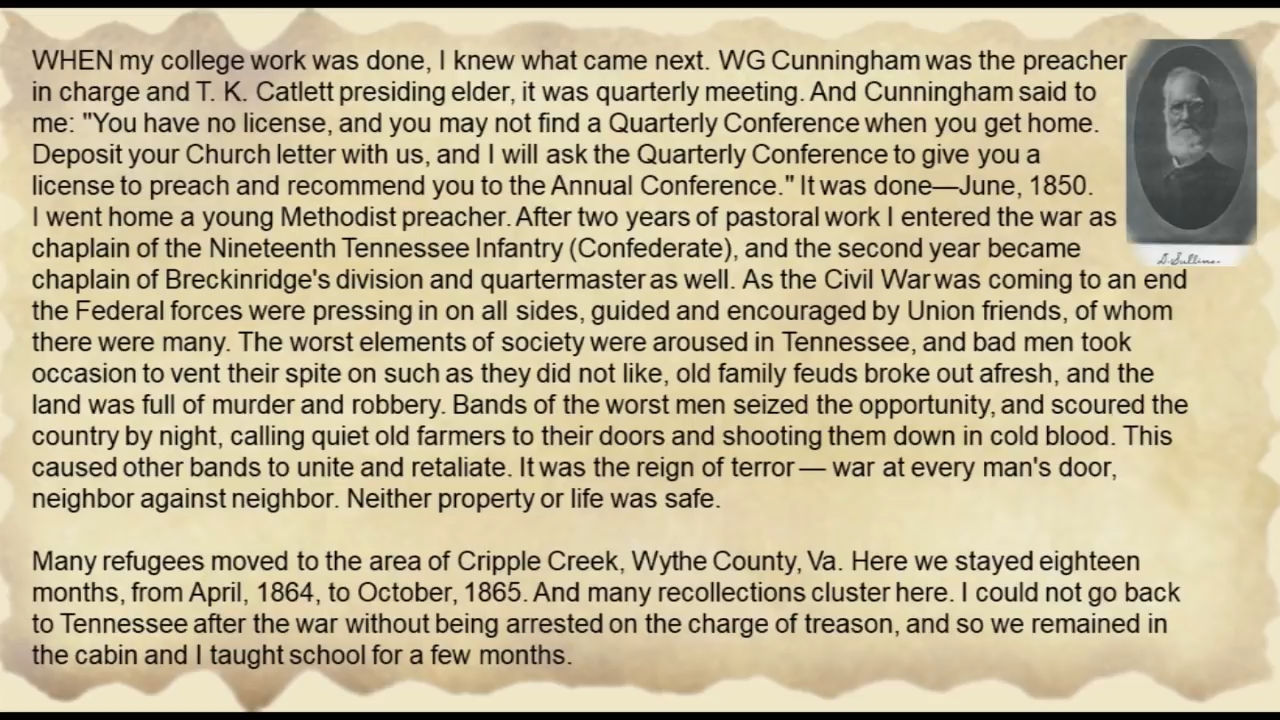 WHEN my college work was done, I knew what came next. WG Cunningham was the preacher
in charge and T. K. Catlett presiding elder, it was quarterly meeting. And Cunningham said to
me: "You have no license, and you may not find a Quarterly Conference when you get home.
Deposit your Church letter with us, and I will ask the Quarterly Conference to give you a
license to preach and recommend you to the Annual Conference." It was done—June, 1850.
I went home a young Methodist preacher. After two years of pastoral work I entered the war as
chaplain of the Nineteenth Tennessee Infantry (Confederate), and the second year became
chaplain of Breckinridge's division and quartermaster as well. As the Civil War was coming to an end
the Federal forces were pressing in on all sides, guided and encouraged by Union friends, of whom
there were many. The worst elements of society were aroused in Tennessee, and bad men took
occasion to vent their spite on such as they did not like, old family feuds broke out afresh, and the
land was full of murder and robbery. Bands of the worst men seized the opportunity, and scoured the
country by night, calling quiet old farmers to their doors and shooting them down in cold blood. This
caused other bands to unite and retaliate. It was the reign of terror — war at every man's door,
neighbor against neighbor. Neither property or life was safe.
Many refugees moved to the area of Cripple Creek, Wythe County, Va. Here we stayed eighteen
months, from April, 1864, to October, 1865. And many recollections cluster here. I could not go back
to Tennessee after the war without being arrested on the charge of treason, and so we remained in
the cabin and I taught school for a few months.
D. Sullins.